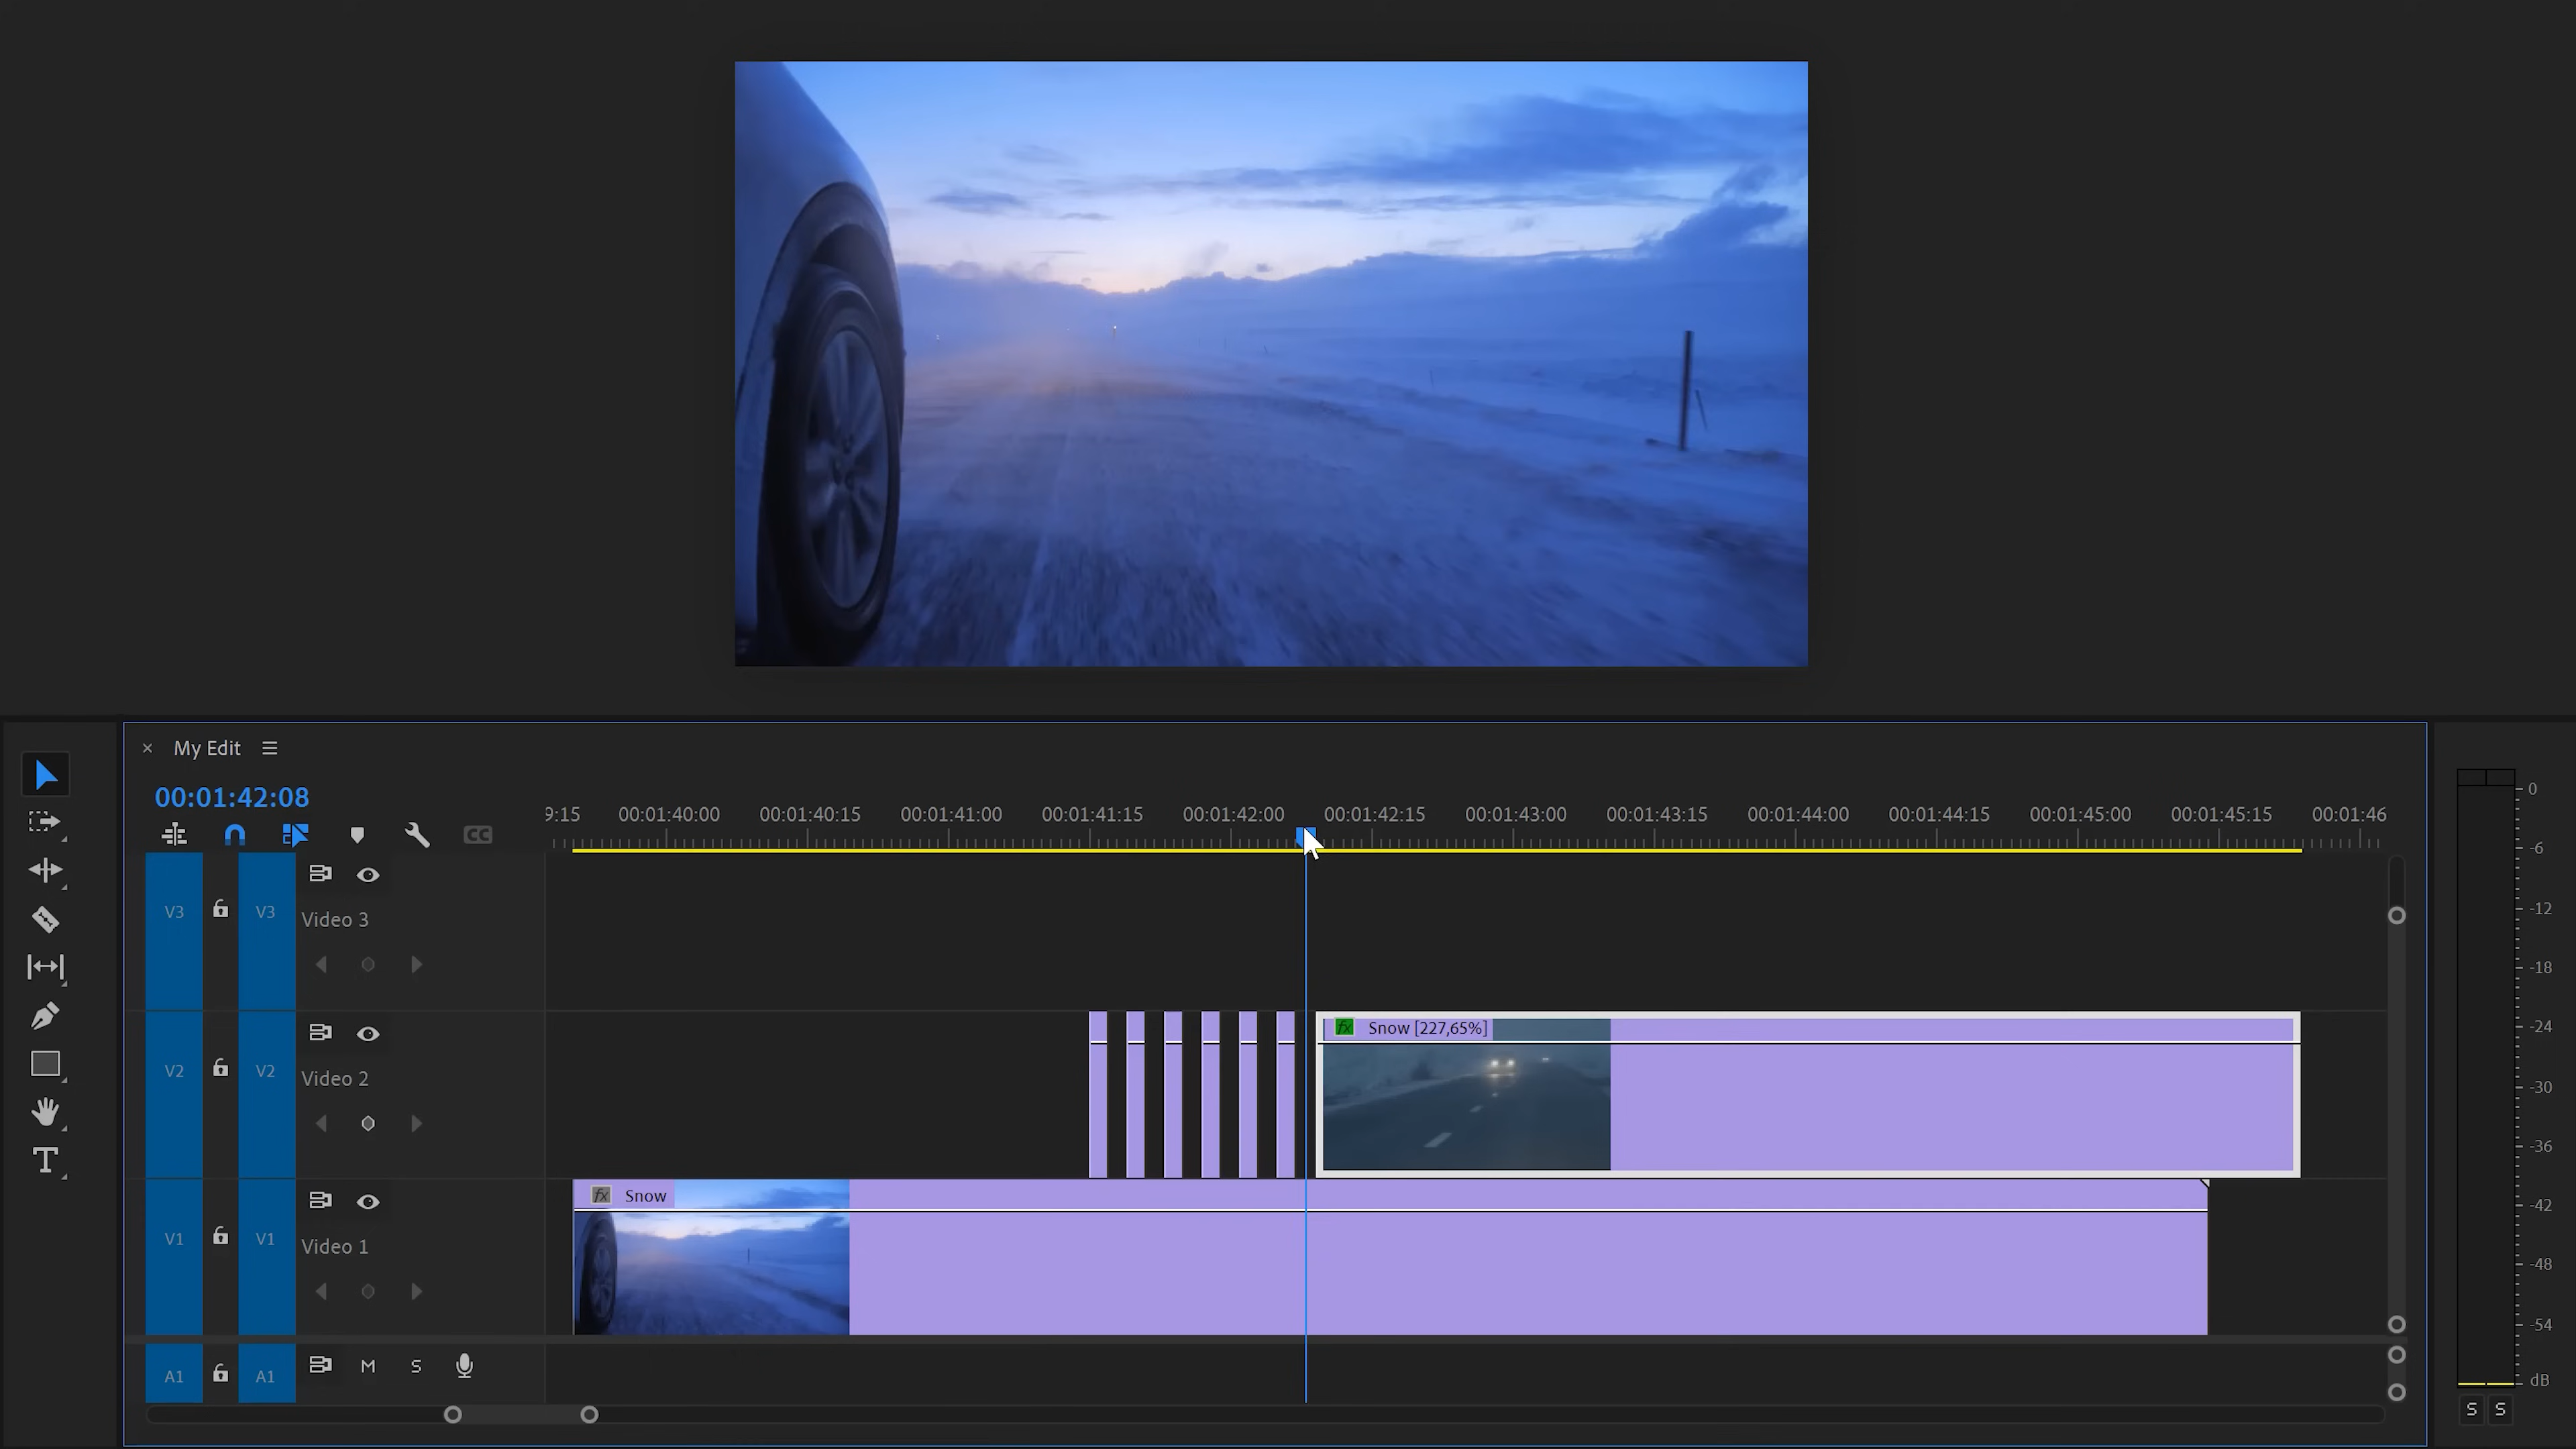 × My Edit
00:01:42:08
9:15 00:01:40:00 00:01:40:15 00:01:41:00 00:01:41:15 00:01:42:00 00:01:42:15 00:01:43:00 00:01:43:15 00:01:44:00 00:01:44:15 00:01:45:00 00:01:45:15 00:01:46
CC
V3 V3 Video 3
V2 V2 Video 2
fx Snow [227,65%]
V1 V1 Video 1
fx Snow
A1 A1 M S
0
-6
-12
-18
-24
-30
-36
-42
-48
-54
dB
S S